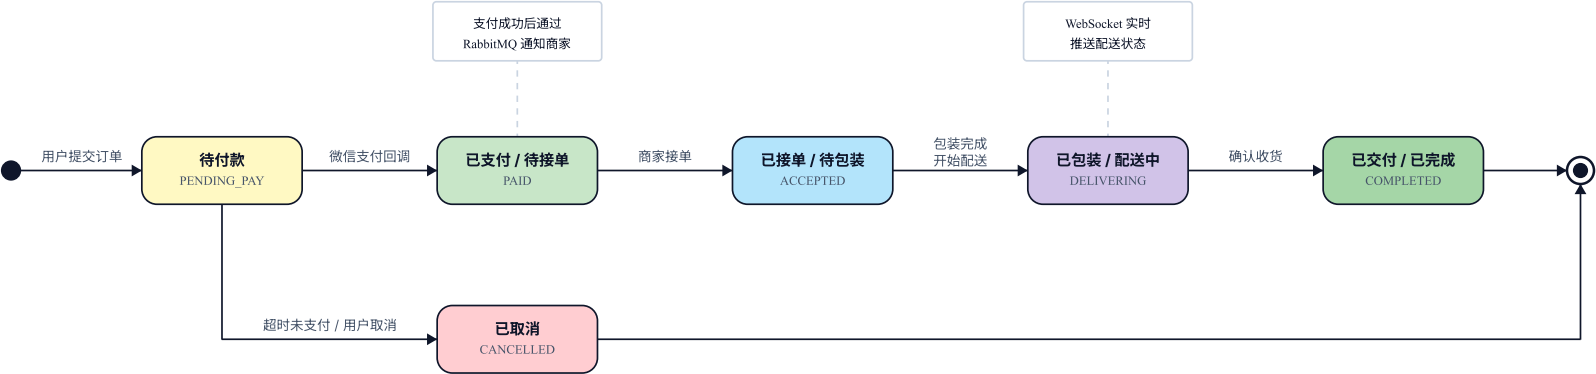 支付成功后通过
RabbitMQ 通知商家
WebSocket 实时
推送配送状态
用户提交订单
待付款
PENDING_PAY
微信支付回调
已支付 / 待接单
PAID
商家接单
已接单 / 待包装
ACCEPTED
包装完成
开始配送
已包装 / 配送中
DELIVERING
确认收货
已交付 / 已完成
COMPLETED
超时未支付 / 用户取消
已取消
CANCELLED